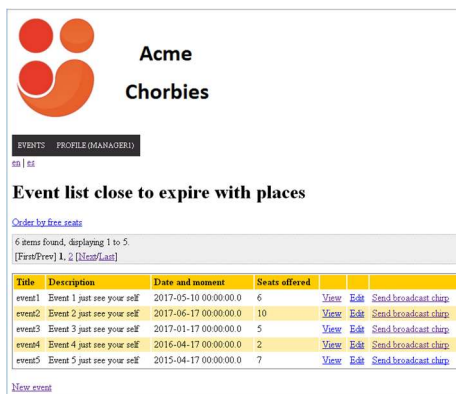 Acme
Chorbies
EVENTS PROFILE (MANAGER1)
en | es
Event list close to expire with places
Order by free seats
6 items found, displaying 1 to 5.
[First/Prev] 1, 2 [Next/Last]
Title Description Date and moment Seats offered
event1 Event 1 just see your self 2017-05-10 00:00:00.0 6 View Edit Send broadcast chirp
event2 Event 2 just see your self 2017-06-17 00:00:00.0 10 View Edit Send broadcast chirp
event3 Event 3 just see your self 2017-01-17 00:00:00.0 5 View Edit Send broadcast chirp
event4 Event 4 just see your self 2016-04-17 00:00:00.0 2 View Edit Send broadcast chirp
event5 Event 5 just see your self 2015-04-17 00:00:00.0 7 View Edit Send broadcast chirp
New event